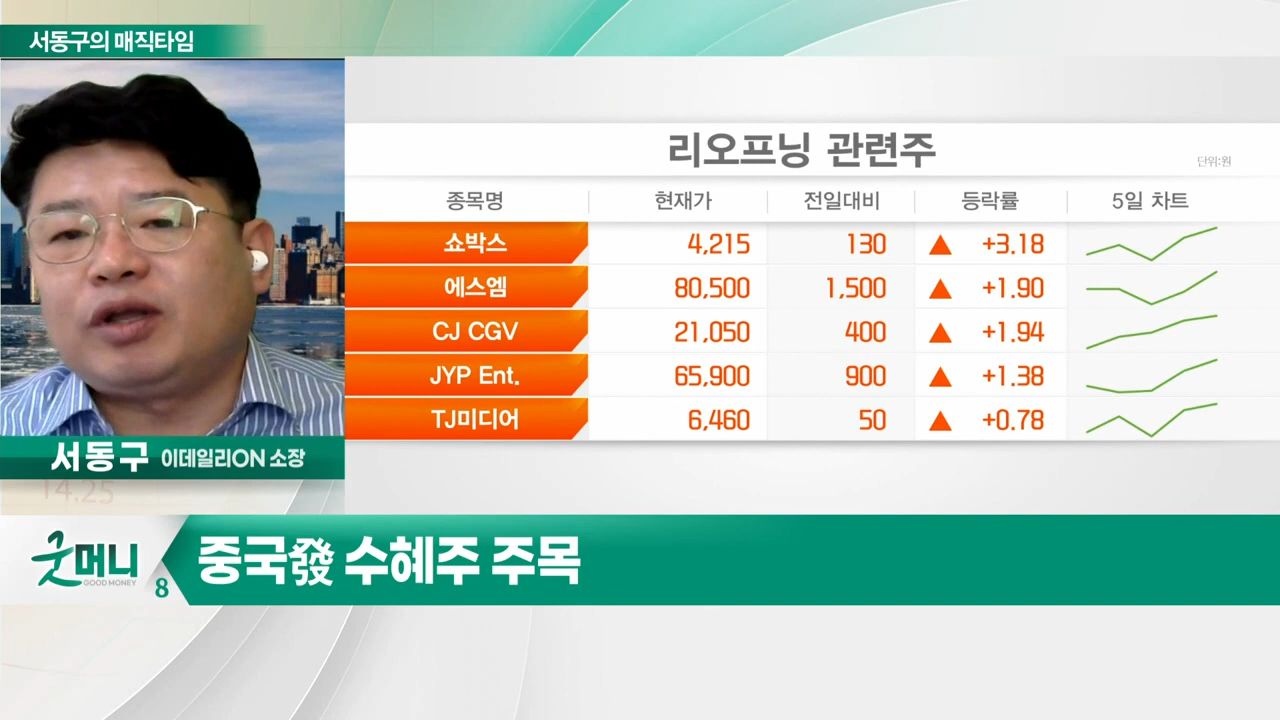 서동구의 매직타임
리오프닝 관련주
단위:원
종목명 현재가 전일대비 등락률 5일 차트
쇼박스 4,215 130 ▲ +3.18
에스엠 80,500 1,500 ▲ +1.90
CJ CGV 21,050 400 ▲ +1.94
JYP Ent. 65,900 900 ▲ +1.38
TJ미디어 6,460 50 ▲ +0.78
서동구 이데일리ON 소장
14.25
굿머니
GOOD MONEY
8
중국發 수혜주 주목